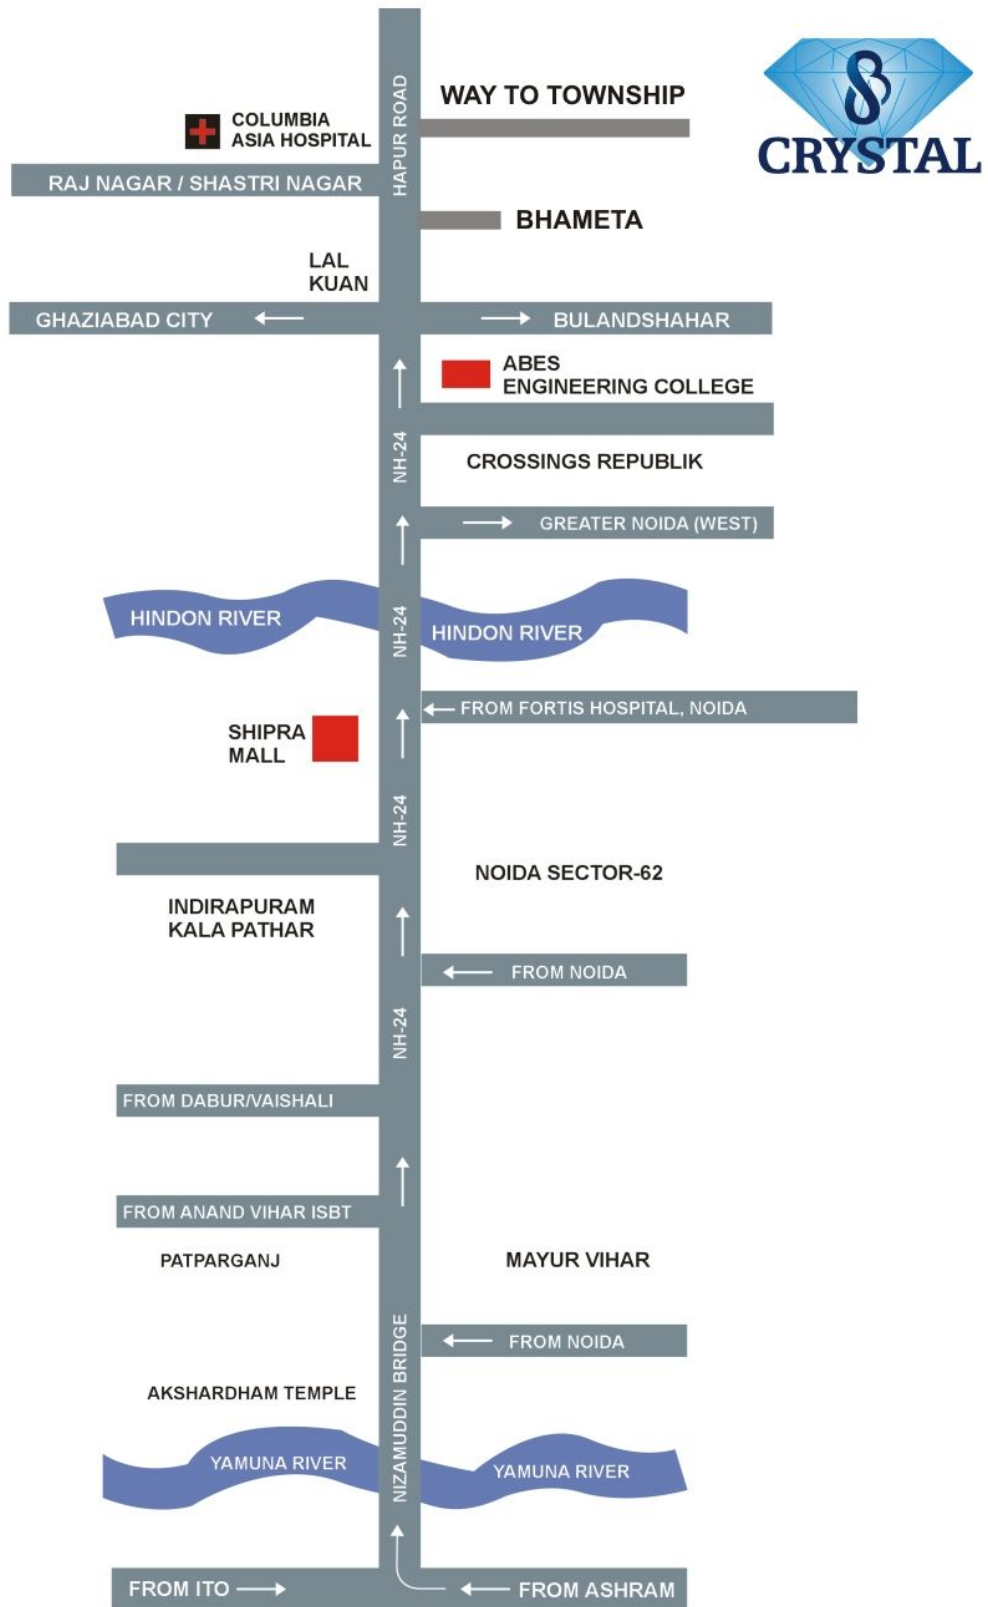 HAPUR ROAD
WAY TO TOWNSHIP
SB
CRYSTAL
COLUMBIA
ASIA HOSPITAL
RAJ NAGAR / SHASTRI NAGAR
BHAMETA
LAL
KUAN
GHAZIABAD CITY
BULANDSHAHAR
ABES
ENGINEERING COLLEGE
NH-24
CROSSINGS REPUBLIK
GREATER NOIDA (WEST)
HINDON RIVER
NH-24
HINDON RIVER
FROM FORTIS HOSPITAL, NOIDA
SHIPRA
MALL
NH-24
NOIDA SECTOR-62
INDIRAPURAM
KALA PATHAR
FROM NOIDA
NH-24
FROM DABUR/VAISHALI
FROM ANAND VIHAR ISBT
PATPARGANJ
MAYUR VIHAR
FROM NOIDA
NIZAMUDDIN BRIDGE
AKSHARDHAM TEMPLE
YAMUNA RIVER
YAMUNA RIVER
FROM ITO
FROM ASHRAM